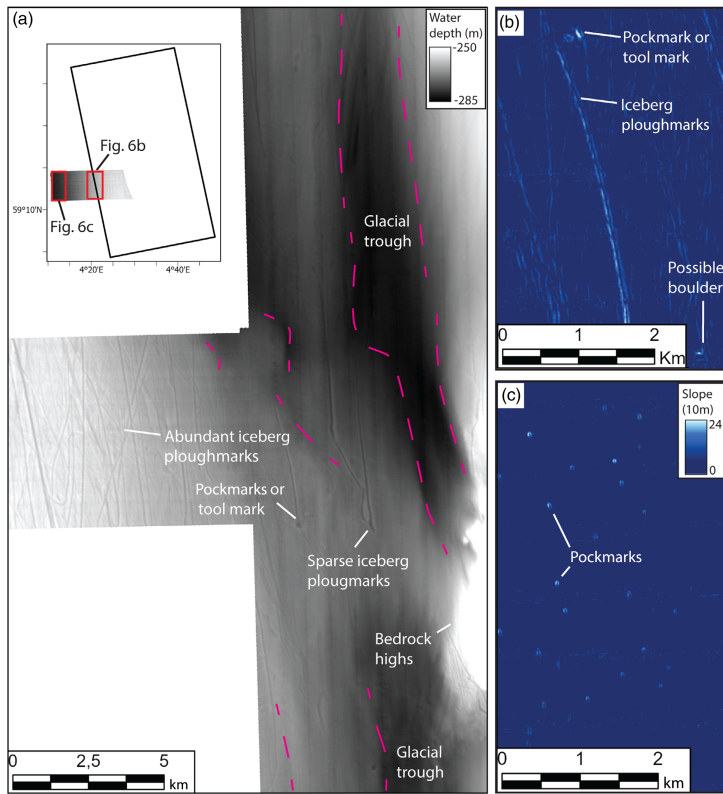 (a)
Water
depth (m)
-250
-285
Fig. 6b
59°10'N
Fig. 6c
4°20'E
4°40'E
Glacial
trough
Abundant iceberg
ploughmarks
Pockmarks or
tool mark
Sparse iceberg
plougmarks
Bedrock
highs
Glacial
trough
0
2,5
5
km
(b)
Pockmark or
tool mark
Iceberg
ploughmarks
Possible
boulder
0
1
2
Km
(c)
Slope
(10m)
24
0
Pockmarks
0
1
2
km